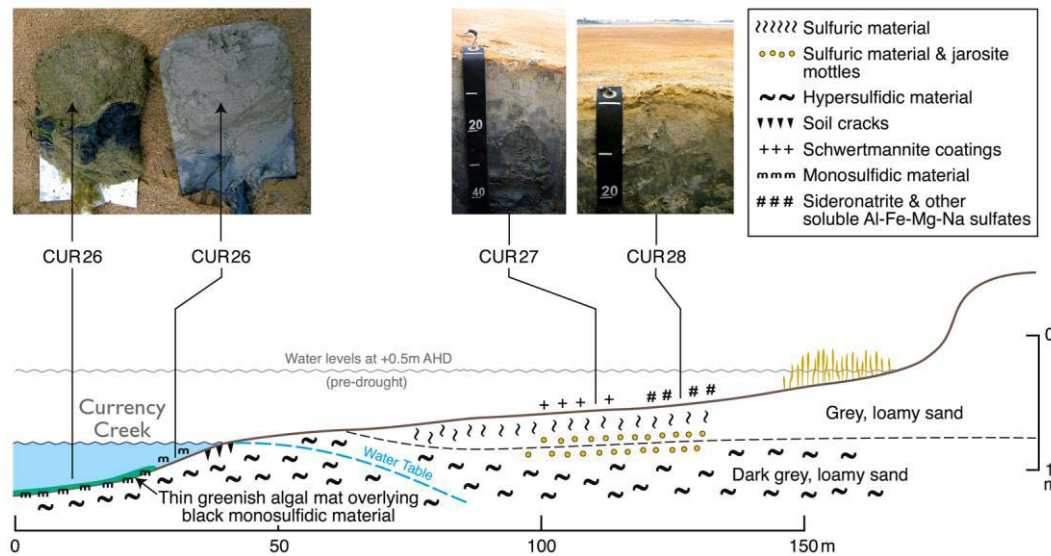 Sulfuric material
Sulfuric material & jarosite
mottles
Hypersulfidic material
Soil cracks
Schwertmannite coatings
Monosulfidic material
Sideronatrite & other
soluble Al-Fe-Mg-Na sulfates
20
40
20
CUR26
CUR26
CUR27
CUR28
Water levels at +0.5m AHD
(pre-drought)
Currency
Creek
Water Table
Grey, loamy sand
Dark grey, loamy sand
Thin greenish algal mat overlying
black monosulfidic material
0
1
m
0
50
100
150 m